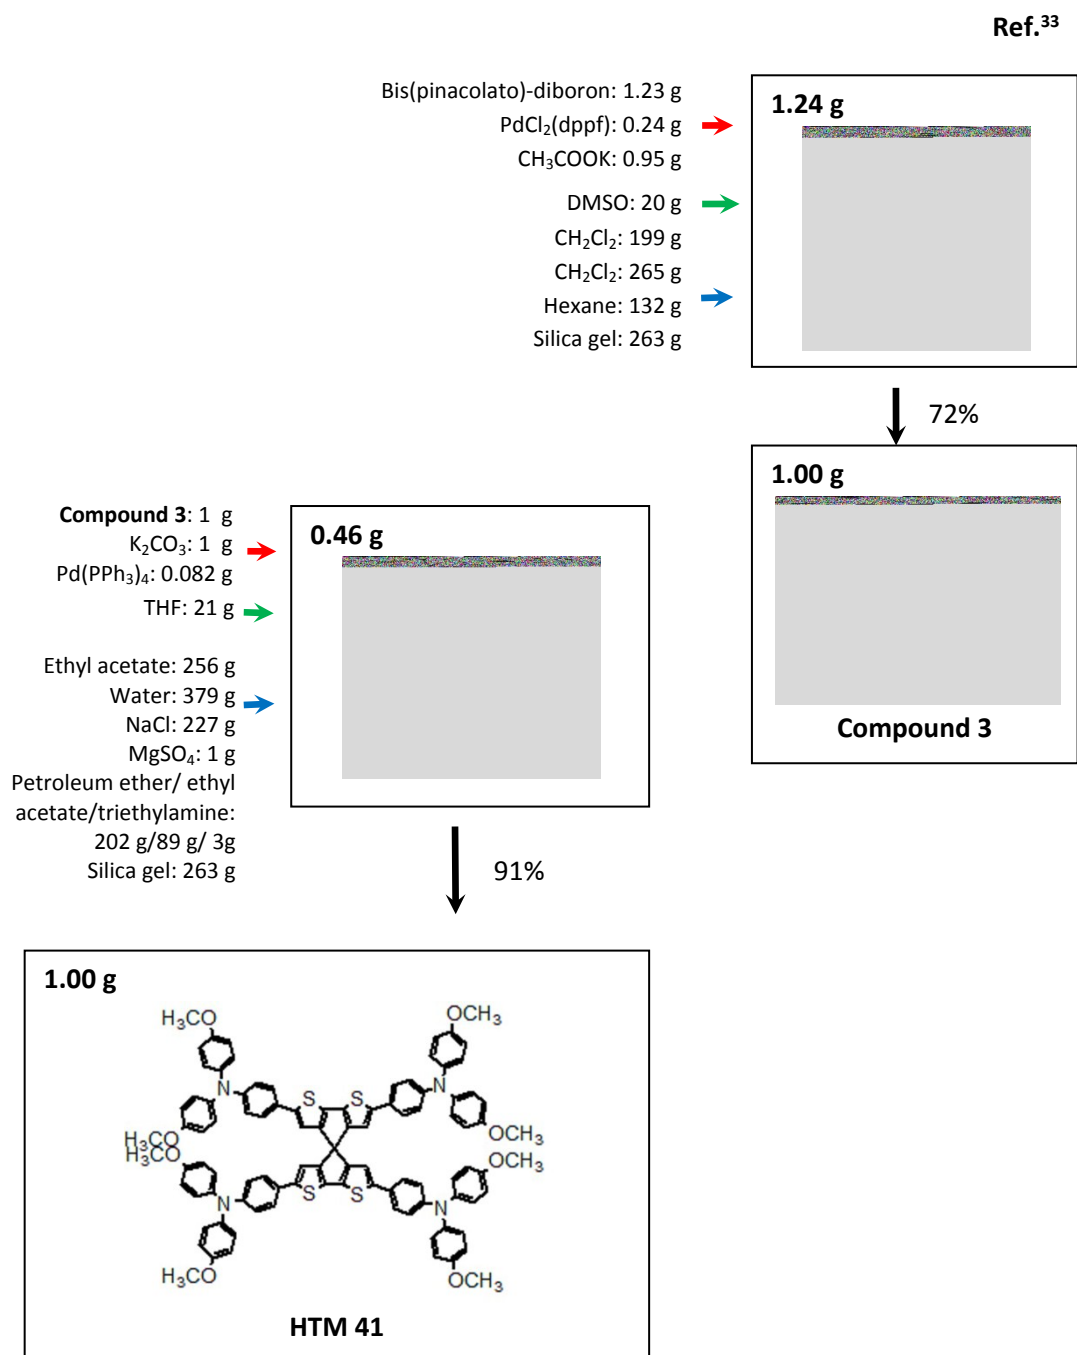 Ref.³³
Bis(pinacolato)-diboron: 1.23 g
PdCl₂(dppf): 0.24 g
CH₃COOK: 0.95 g
DMSO: 20 g
CH₂Cl₂: 199 g
CH₂Cl₂: 265 g
Hexane: 132 g
Silica gel: 263 g
1.24 g
72%
1.00 g
Compound 3
Compound 3: 1 g
K₂CO₃: 1 g
Pd(PPh₃)₄: 0.082 g
THF: 21 g
Ethyl acetate: 256 g
Water: 379 g
NaCl: 227 g
MgSO₄: 1 g
Petroleum ether/ ethyl
acetate/triethylamine:
202 g/89 g/ 3g
Silica gel: 263 g
0.46 g
91%
1.00 g
H₃CO
OCH₃
N
S
S
N
H₃CO
OCH₃
H₃CO
OCH₃
N
S
S
N
H₃CO
OCH₃
HTM 41